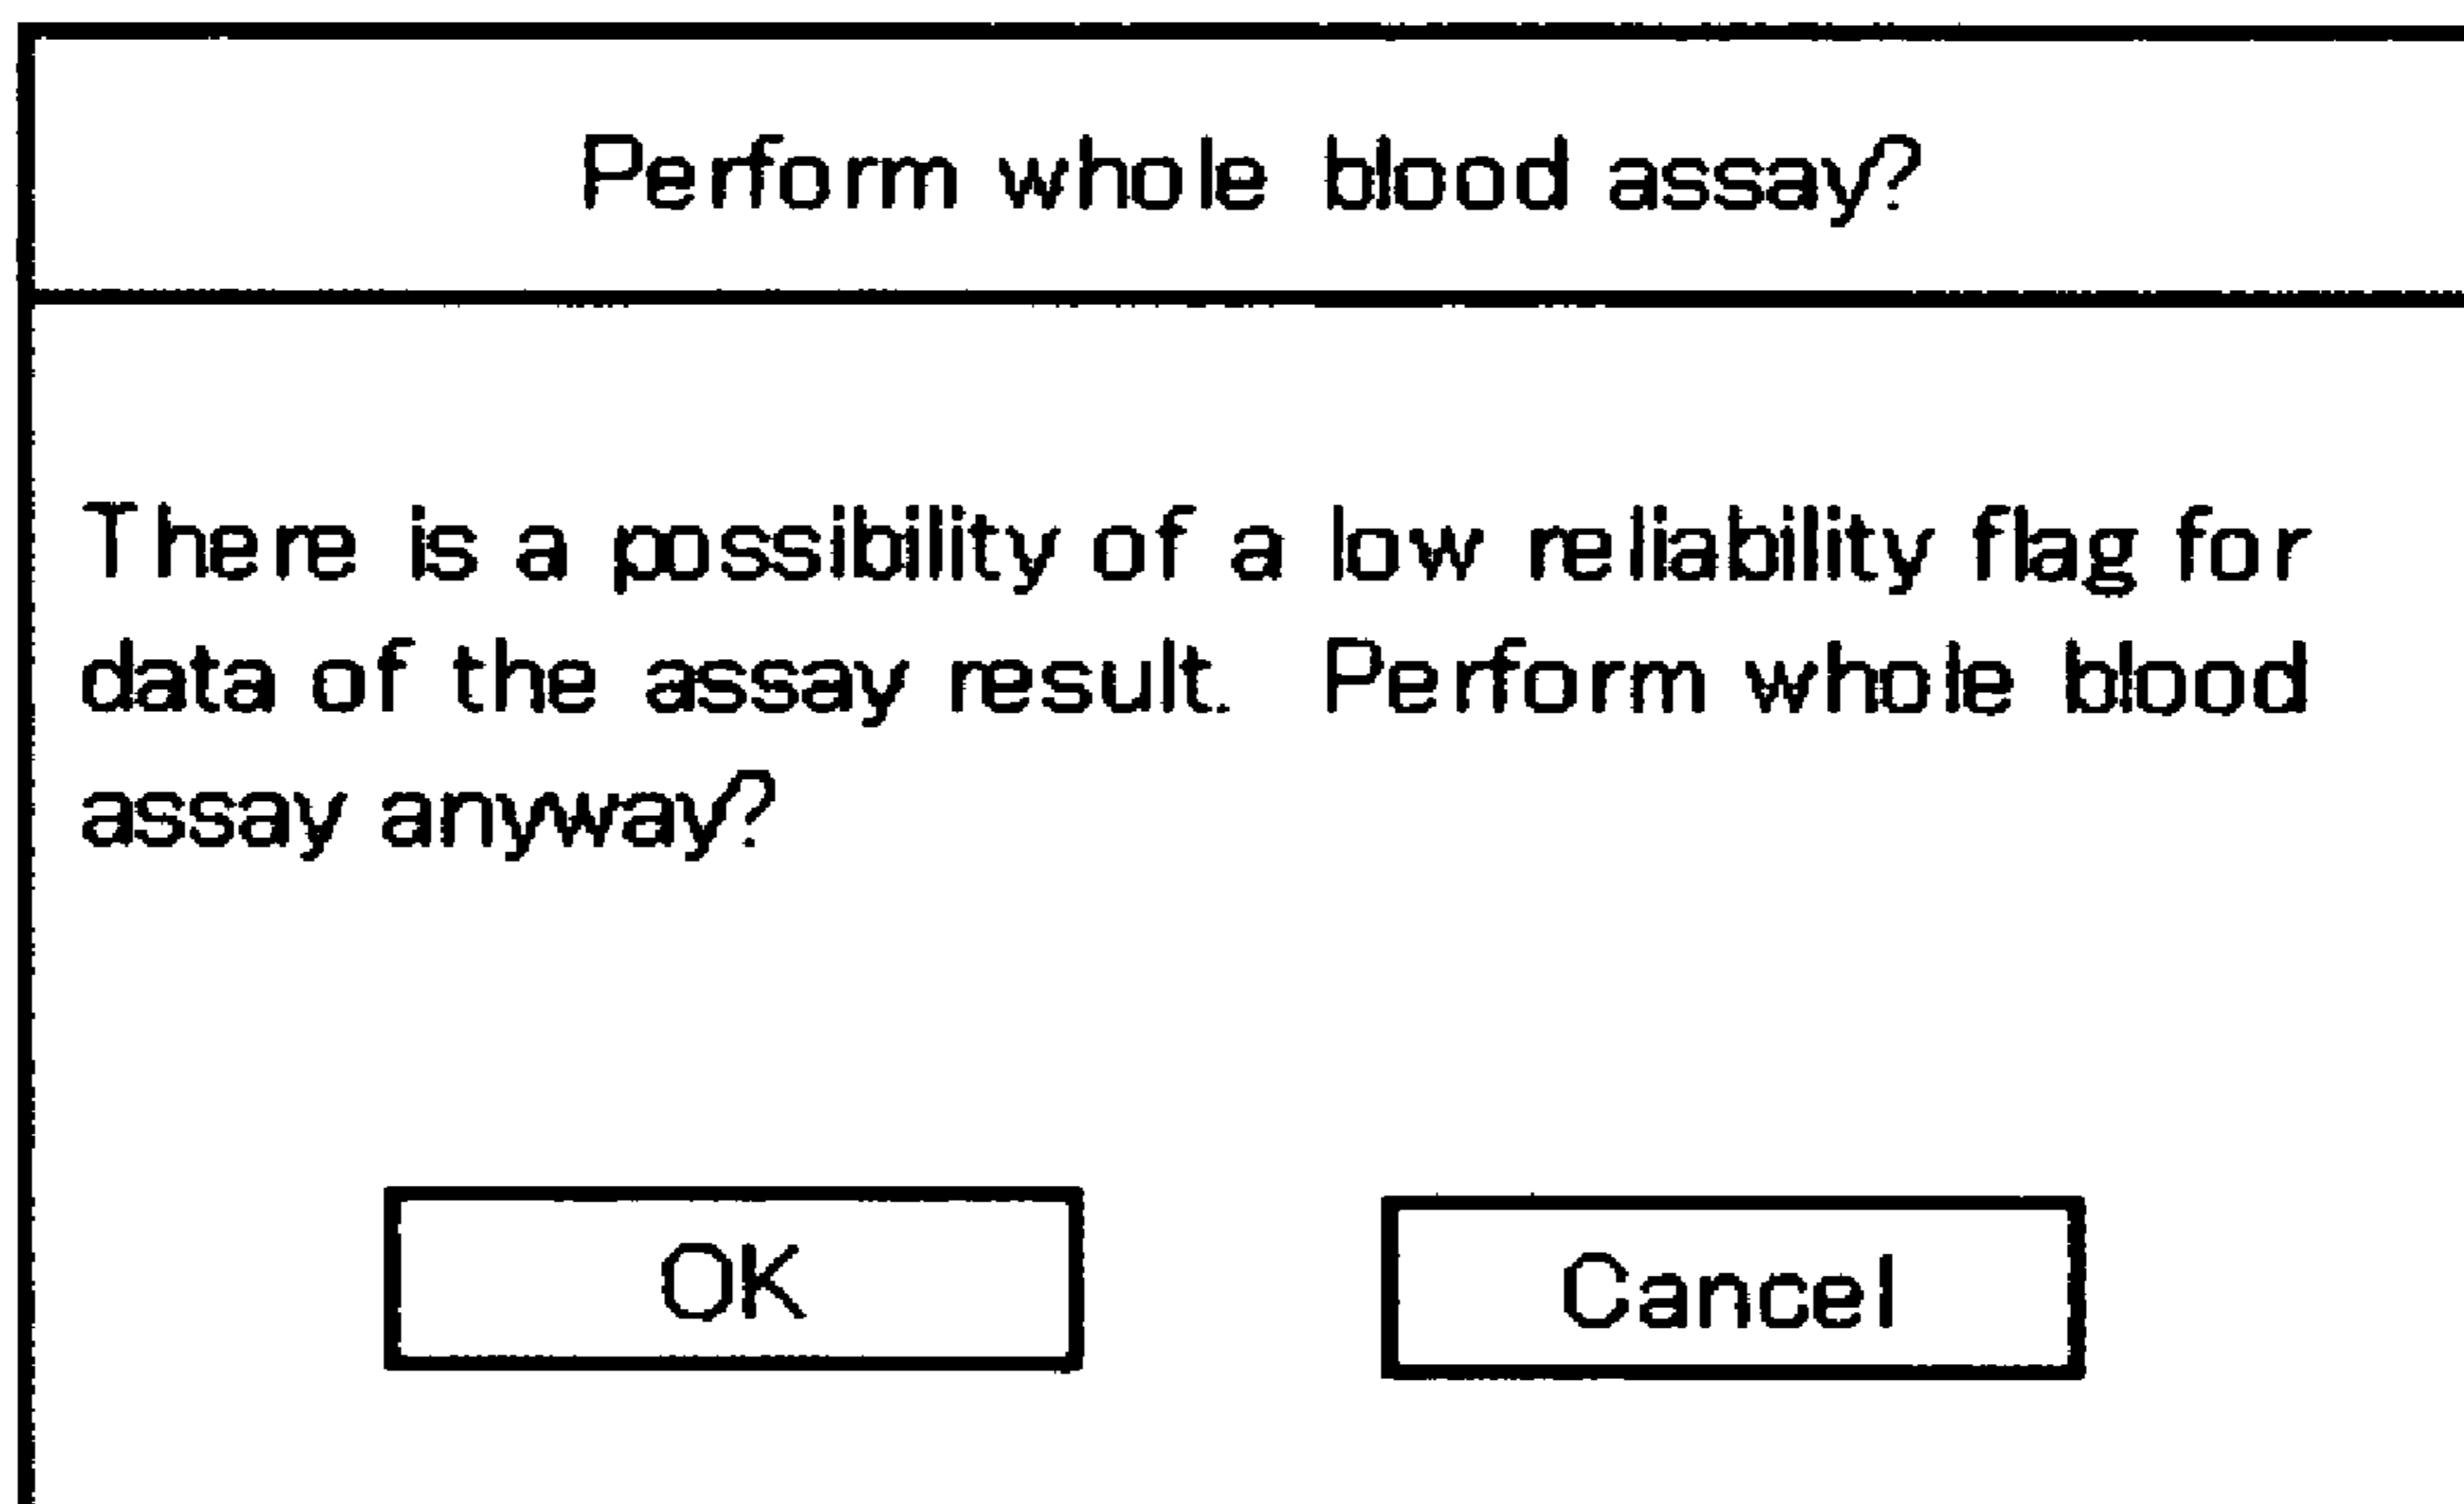 Perform whole blood assay?
There is a possibility of a low reliability flag for
data of the assay result. Perform whole blood
assay anyway?
OK
Cancel